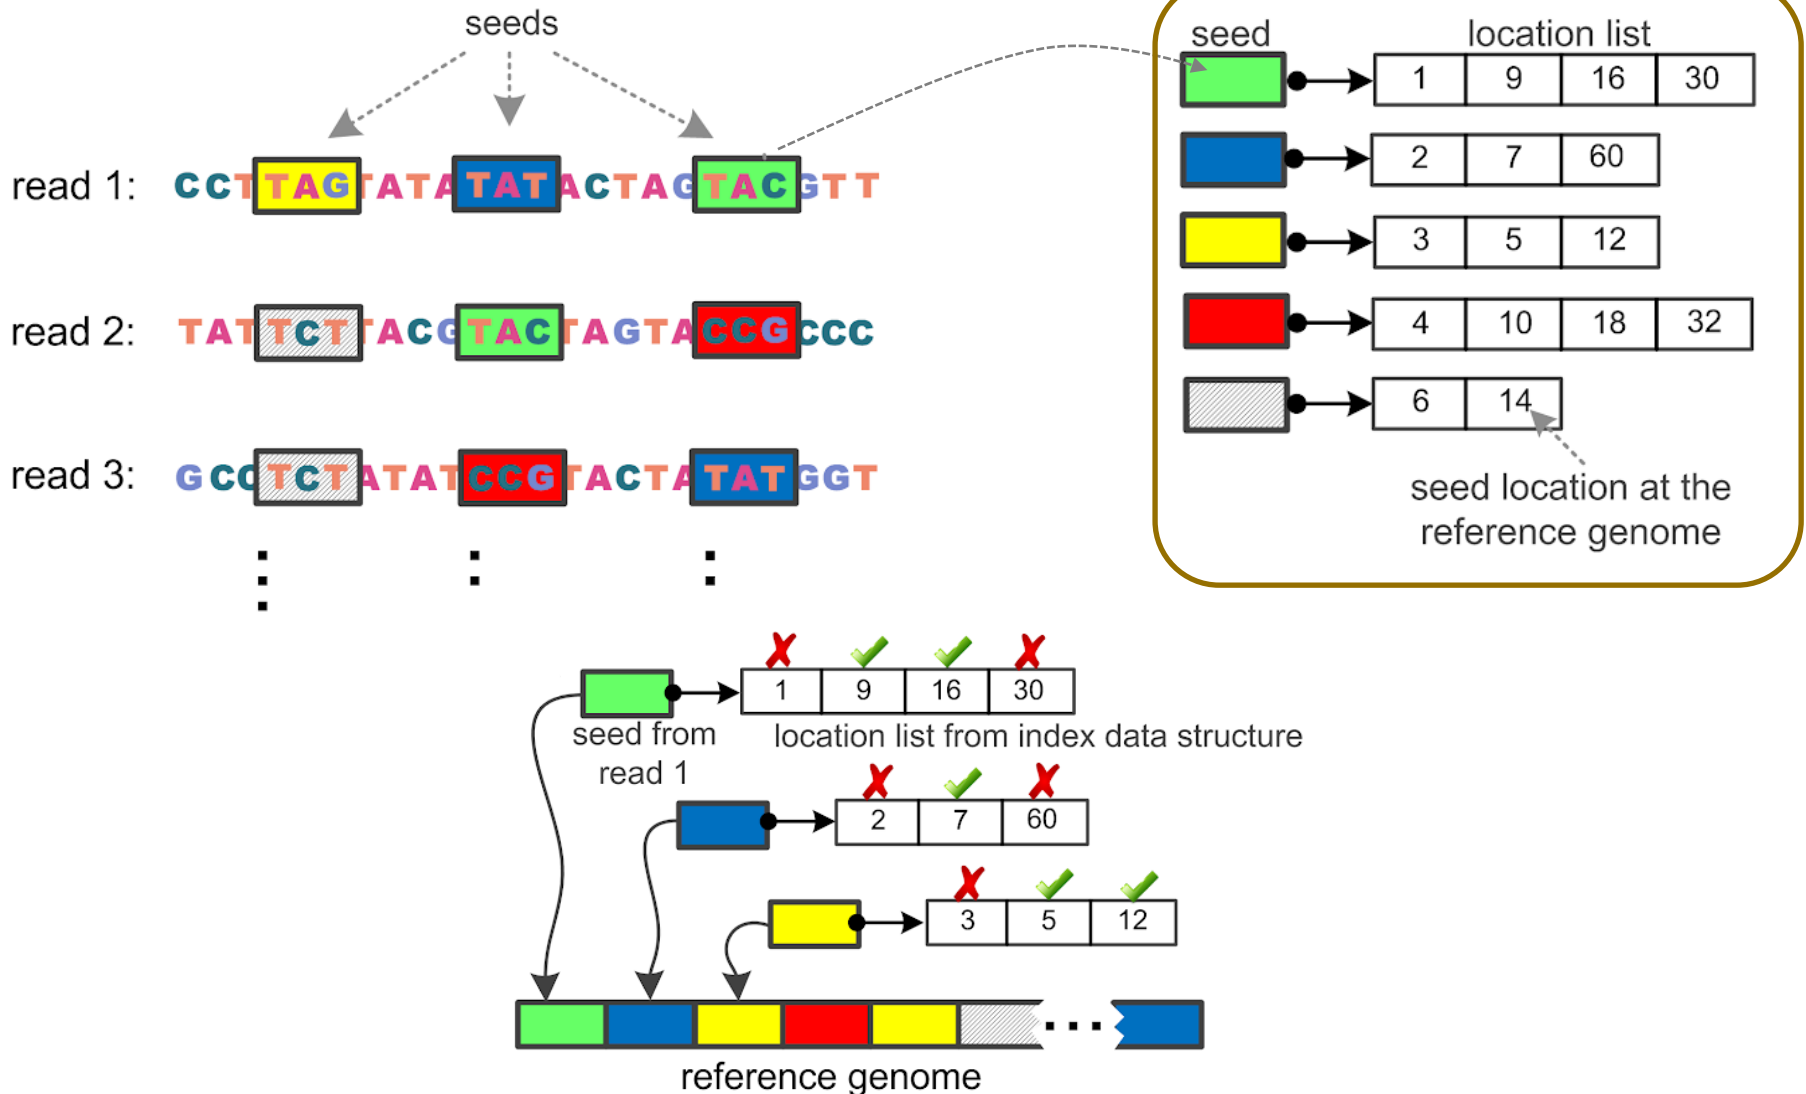 seeds
read 1: CCTTAGTATATATACTAGTACGTT
read 2: TATTCTTACGTACTAGTACCGCCC
read 3: GCCTCTATATCCGTACTATATGGT
seed location list
1 9 16 30
2 7 60
3 5 12
4 10 18 32
6 14
seed location at the
reference genome
1 9 16 30
seed from
read 1
location list from index data structure
2 7 60
3 5 12
reference genome